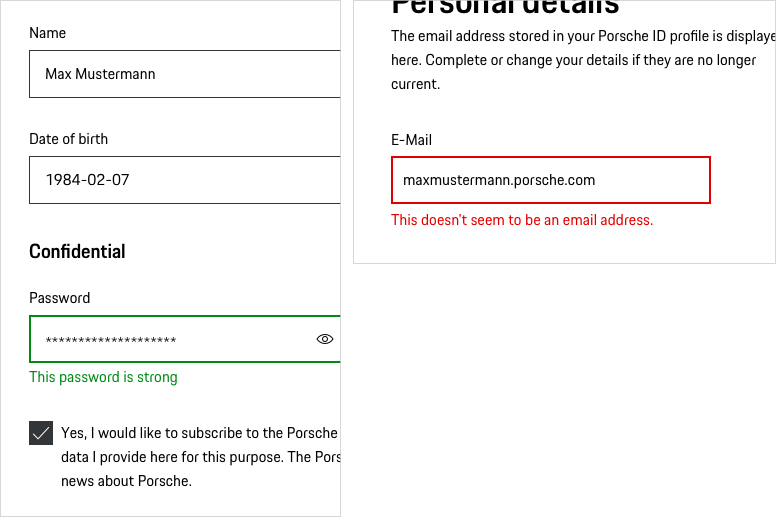 Name
Max Mustermann
Date of birth
1984-02-07
Confidential
Password
********************
This password is strong
Yes, I would like to subscribe to the Porsche
data I provide here for this purpose. The Pors
news about Porsche.
Personal details
The email address stored in your Porsche ID profile is displaye
here. Complete or change your details if they are no longer
current.
E-Mail
maxmustermann.porsche.com
This doesn't seem to be an email address.